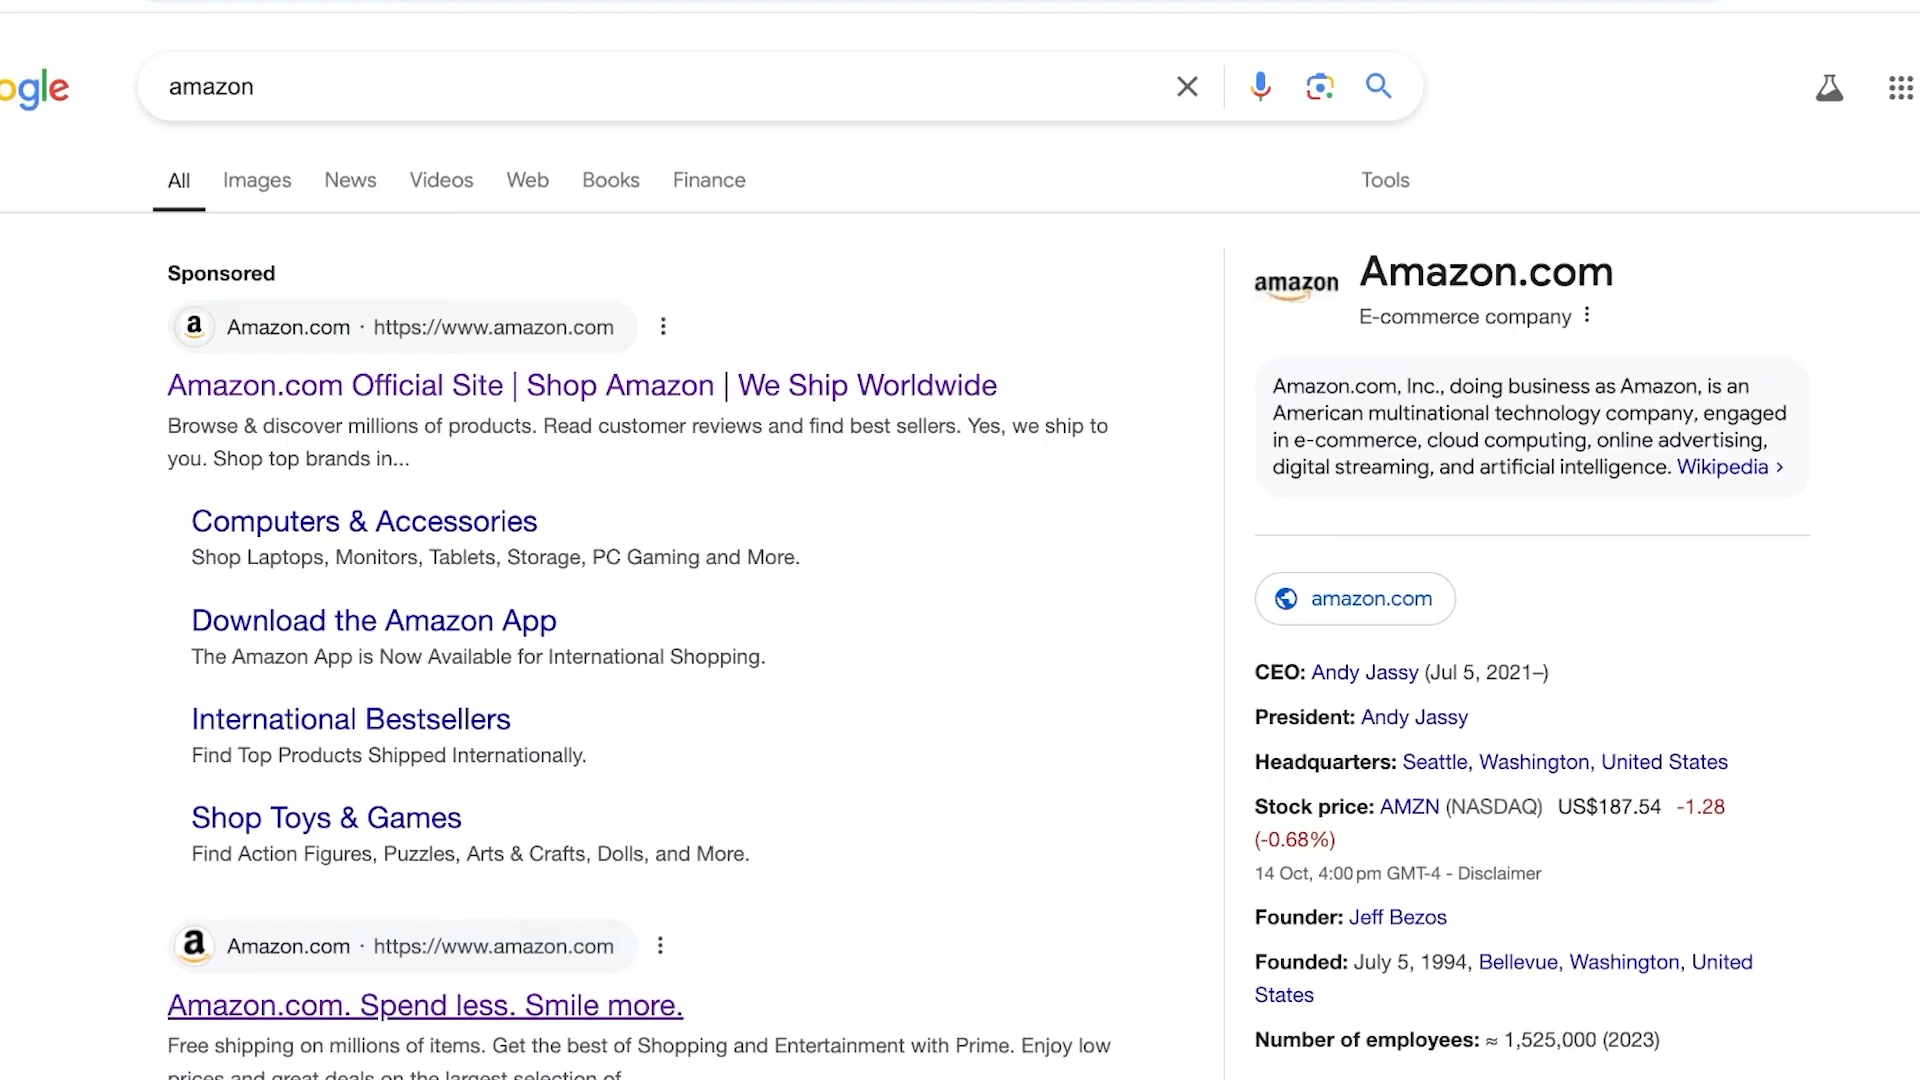 ogle
amazon
All Images News Videos Web Books Finance Tools
Sponsored
a Amazon.com · https://www.amazon.com
Amazon.com Official Site | Shop Amazon | We Ship Worldwide
Browse & discover millions of products. Read customer reviews and find best sellers. Yes, we ship to
you. Shop top brands in...
Computers & Accessories
Shop Laptops, Monitors, Tablets, Storage, PC Gaming and More.
Download the Amazon App
The Amazon App is Now Available for International Shopping.
International Bestsellers
Find Top Products Shipped Internationally.
Shop Toys & Games
Find Action Figures, Puzzles, Arts & Crafts, Dolls, and More.
a Amazon.com · https://www.amazon.com
Amazon.com. Spend less. Smile more.
Free shipping on millions of items. Get the best of Shopping and Entertainment with Prime. Enjoy low
prices and great deals on the largest selection of
amazon Amazon.com
E-commerce company
Amazon.com, Inc., doing business as Amazon, is an
American multinational technology company, engaged
in e-commerce, cloud computing, online advertising,
digital streaming, and artificial intelligence. Wikipedia ›
amazon.com
CEO: Andy Jassy (Jul 5, 2021–)
President: Andy Jassy
Headquarters: Seattle, Washington, United States
Stock price: AMZN (NASDAQ) US$187.54 -1.28
(-0.68%)
14 Oct, 4:00 pm GMT-4 - Disclaimer
Founder: Jeff Bezos
Founded: July 5, 1994, Bellevue, Washington, United
States
Number of employees: ≈ 1,525,000 (2023)